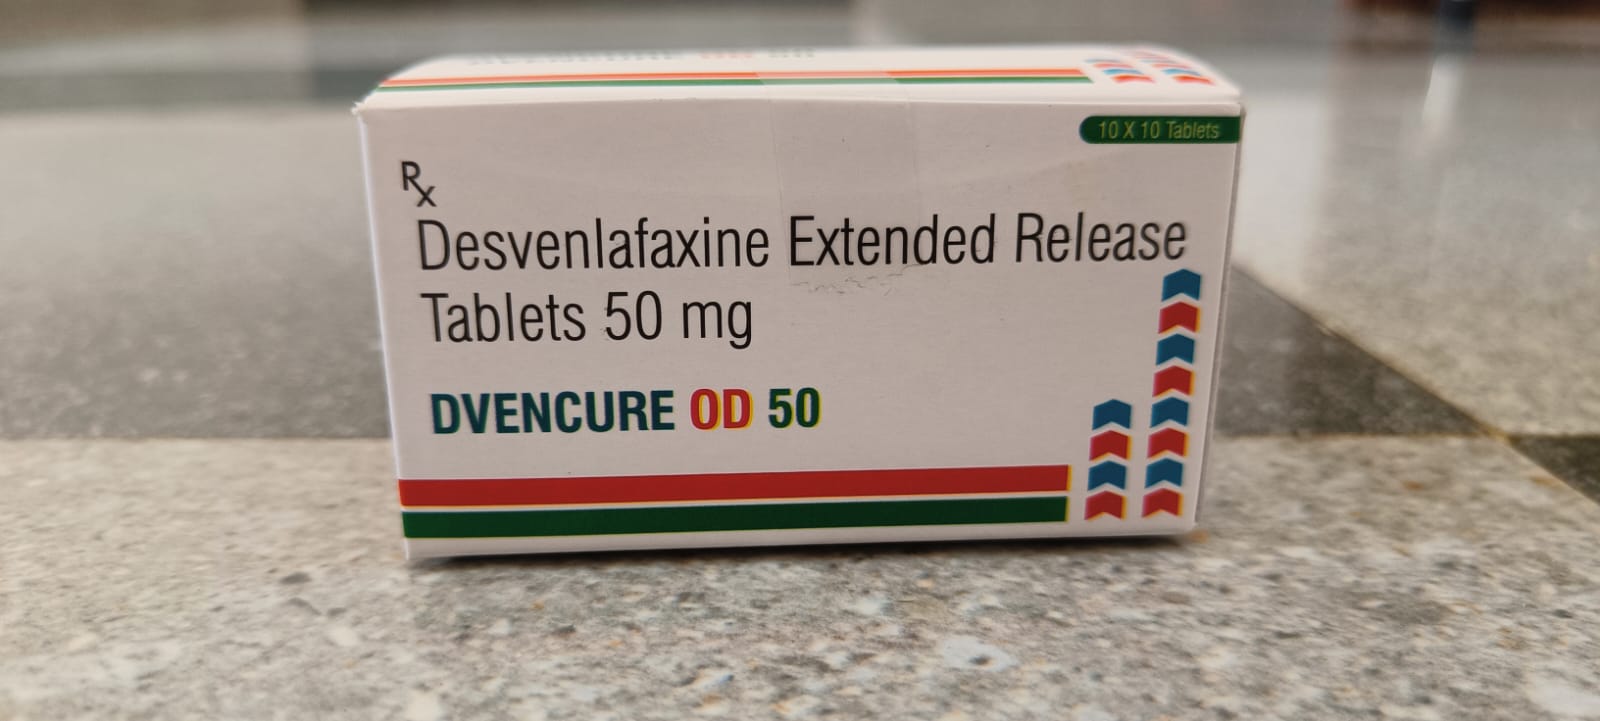 10 X 10 Tablets
Rx
Desvenlafaxine Extended Release
Tablets 50 mg
DVENCURE OD 50